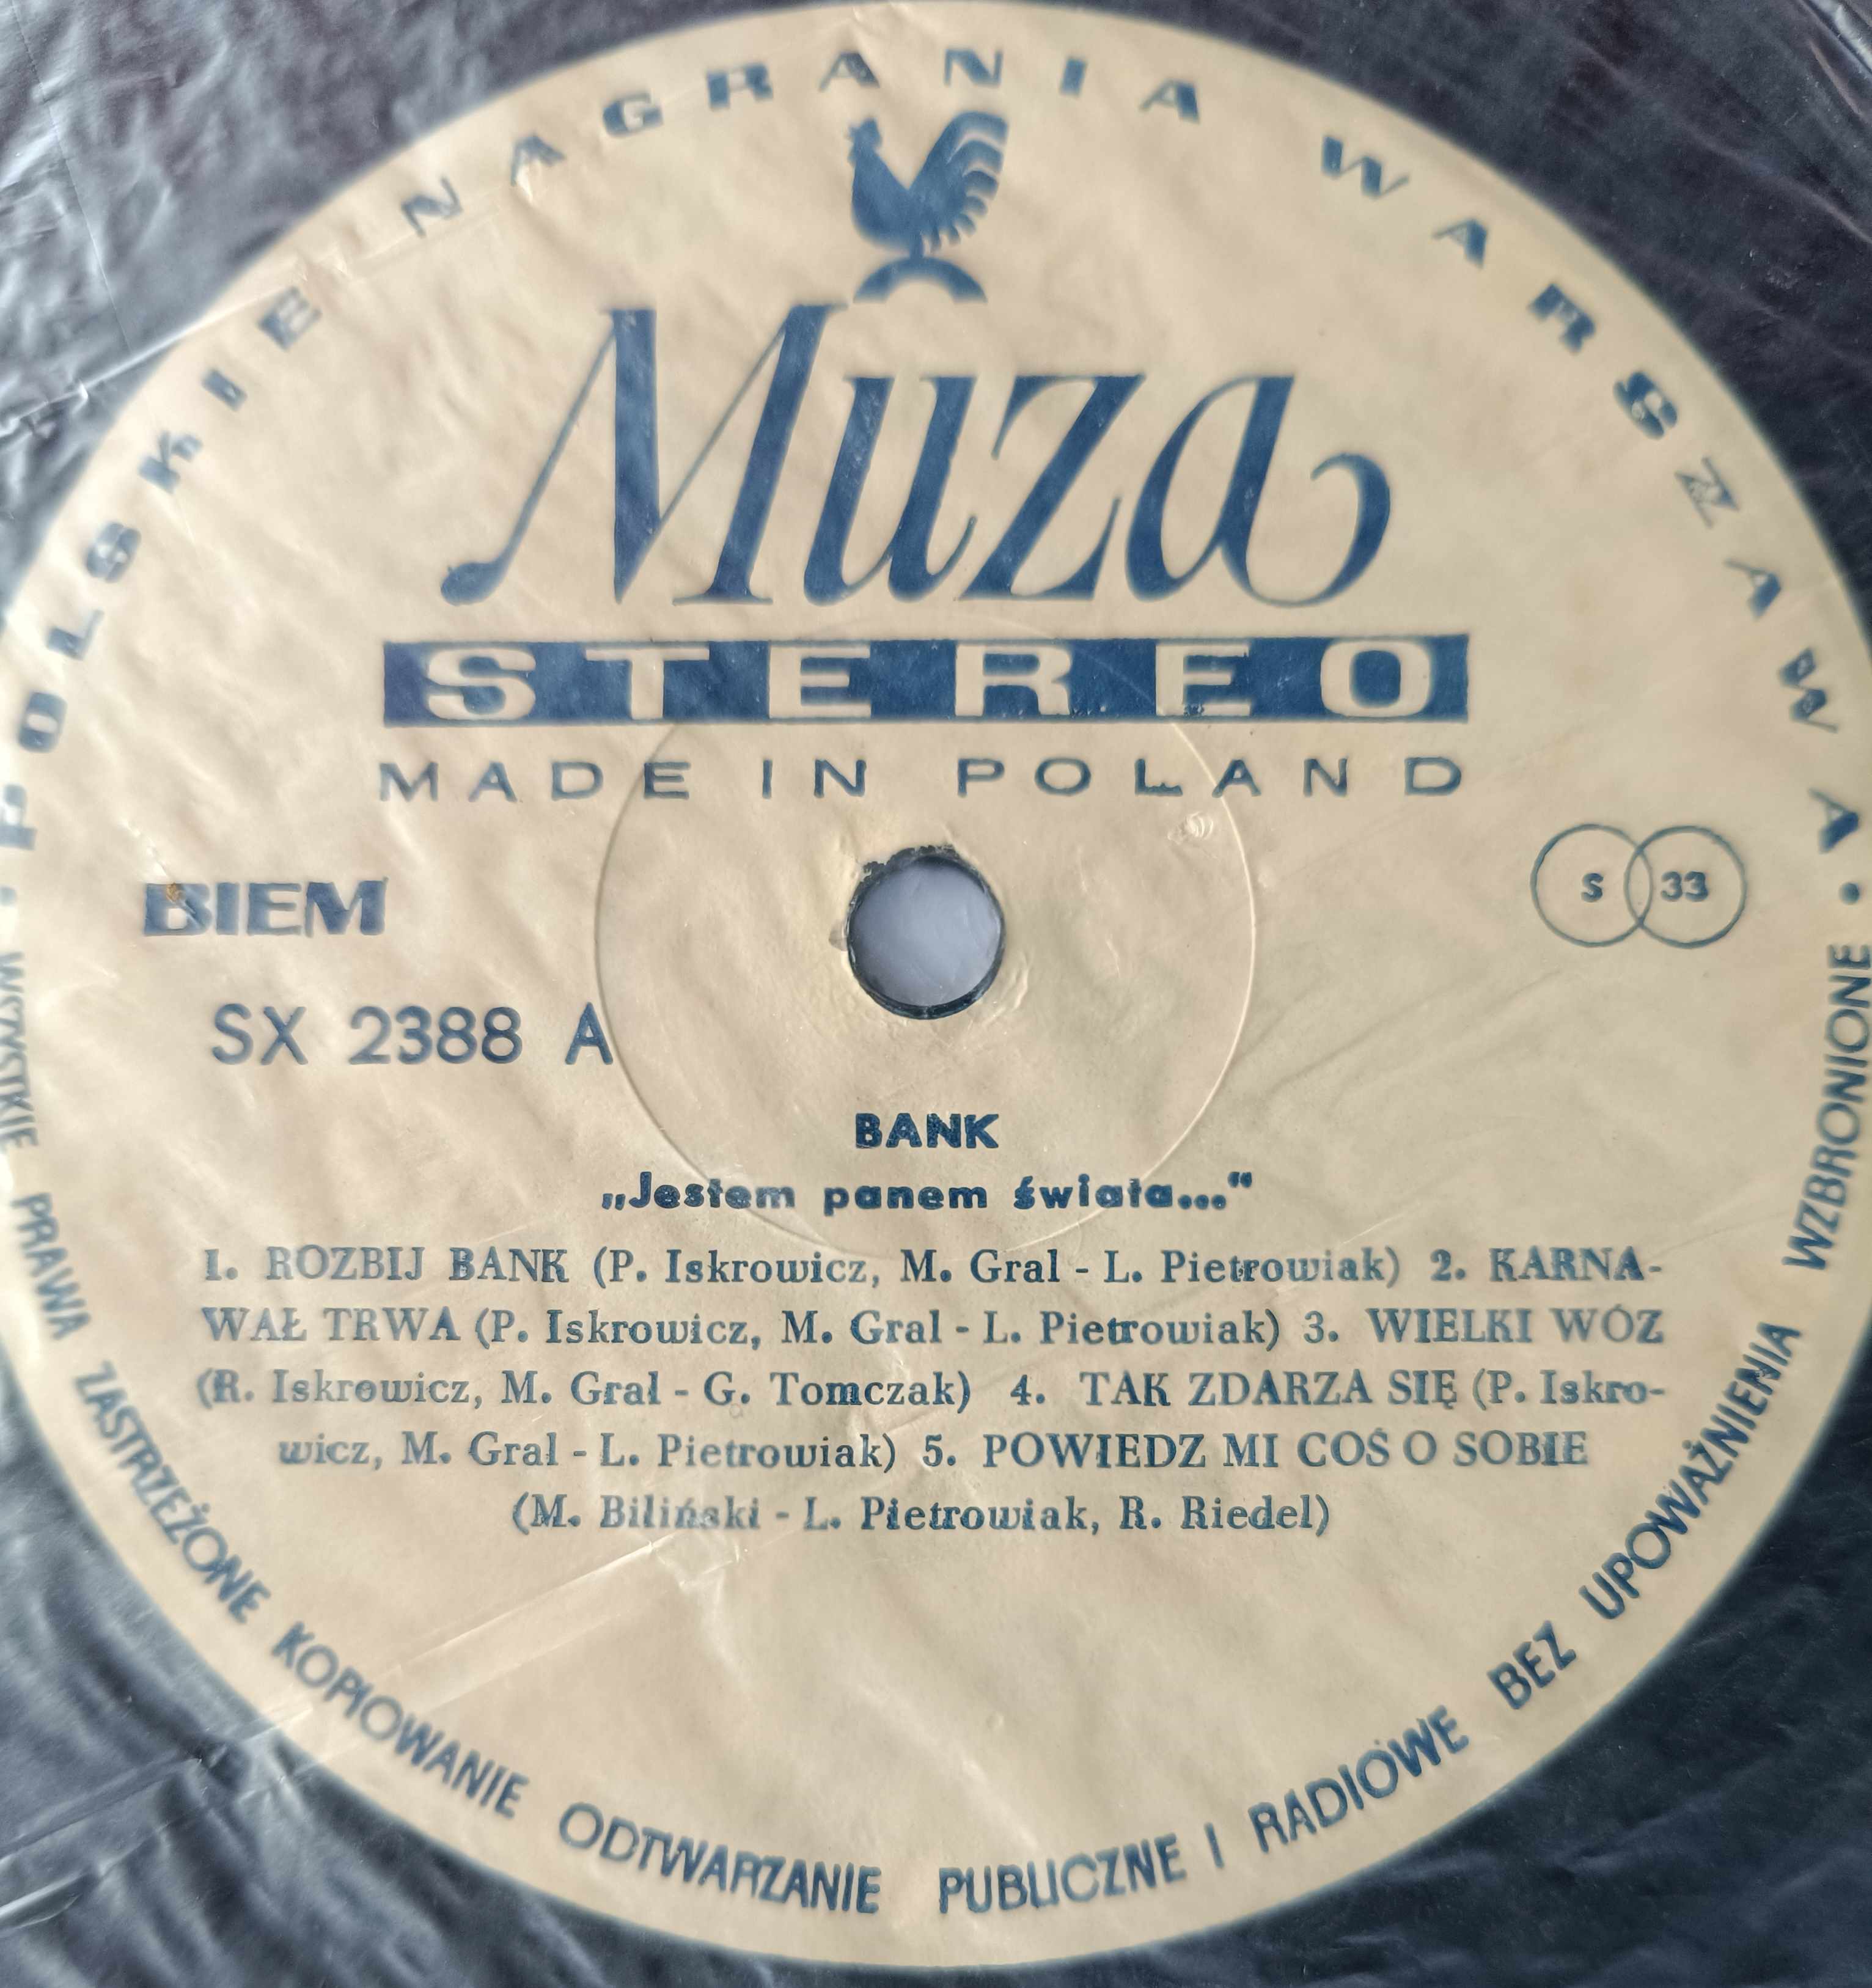 POLSKIE NAGRANIA WARSZAWA
Muza
STEREO
MADE IN POLAND
BIEM
S 33
SX 2388 A
BANK
„Jestem panem świata..."
1. ROZBIJ BANK (P. Iskrowicz, M. Gral - L. Pietrowiak) 2. KARNA-
WAŁ TRWA (P. Iskrowicz, M. Gral - L. Pietrowiak) 3. WIELKI WÓZ
(R. Iskrowicz, M. Gral - G. Tomczak) 4. TAK ZDARZA SIĘ (P. Iskro-
wicz, M. Gral - L. Pietrowiak) 5. POWIEDZ MI COŚ O SOBIE
(M. Biliński - L. Pietrowiak, R. Riedel)
• WSZYSTKIE PRAWA ZASTRZEŻONE KOPIOWANIE ODTWARZANIE PUBLICZNE I RADIOWE BEZ UPOWAŻNIENIA WZBRONIONE •